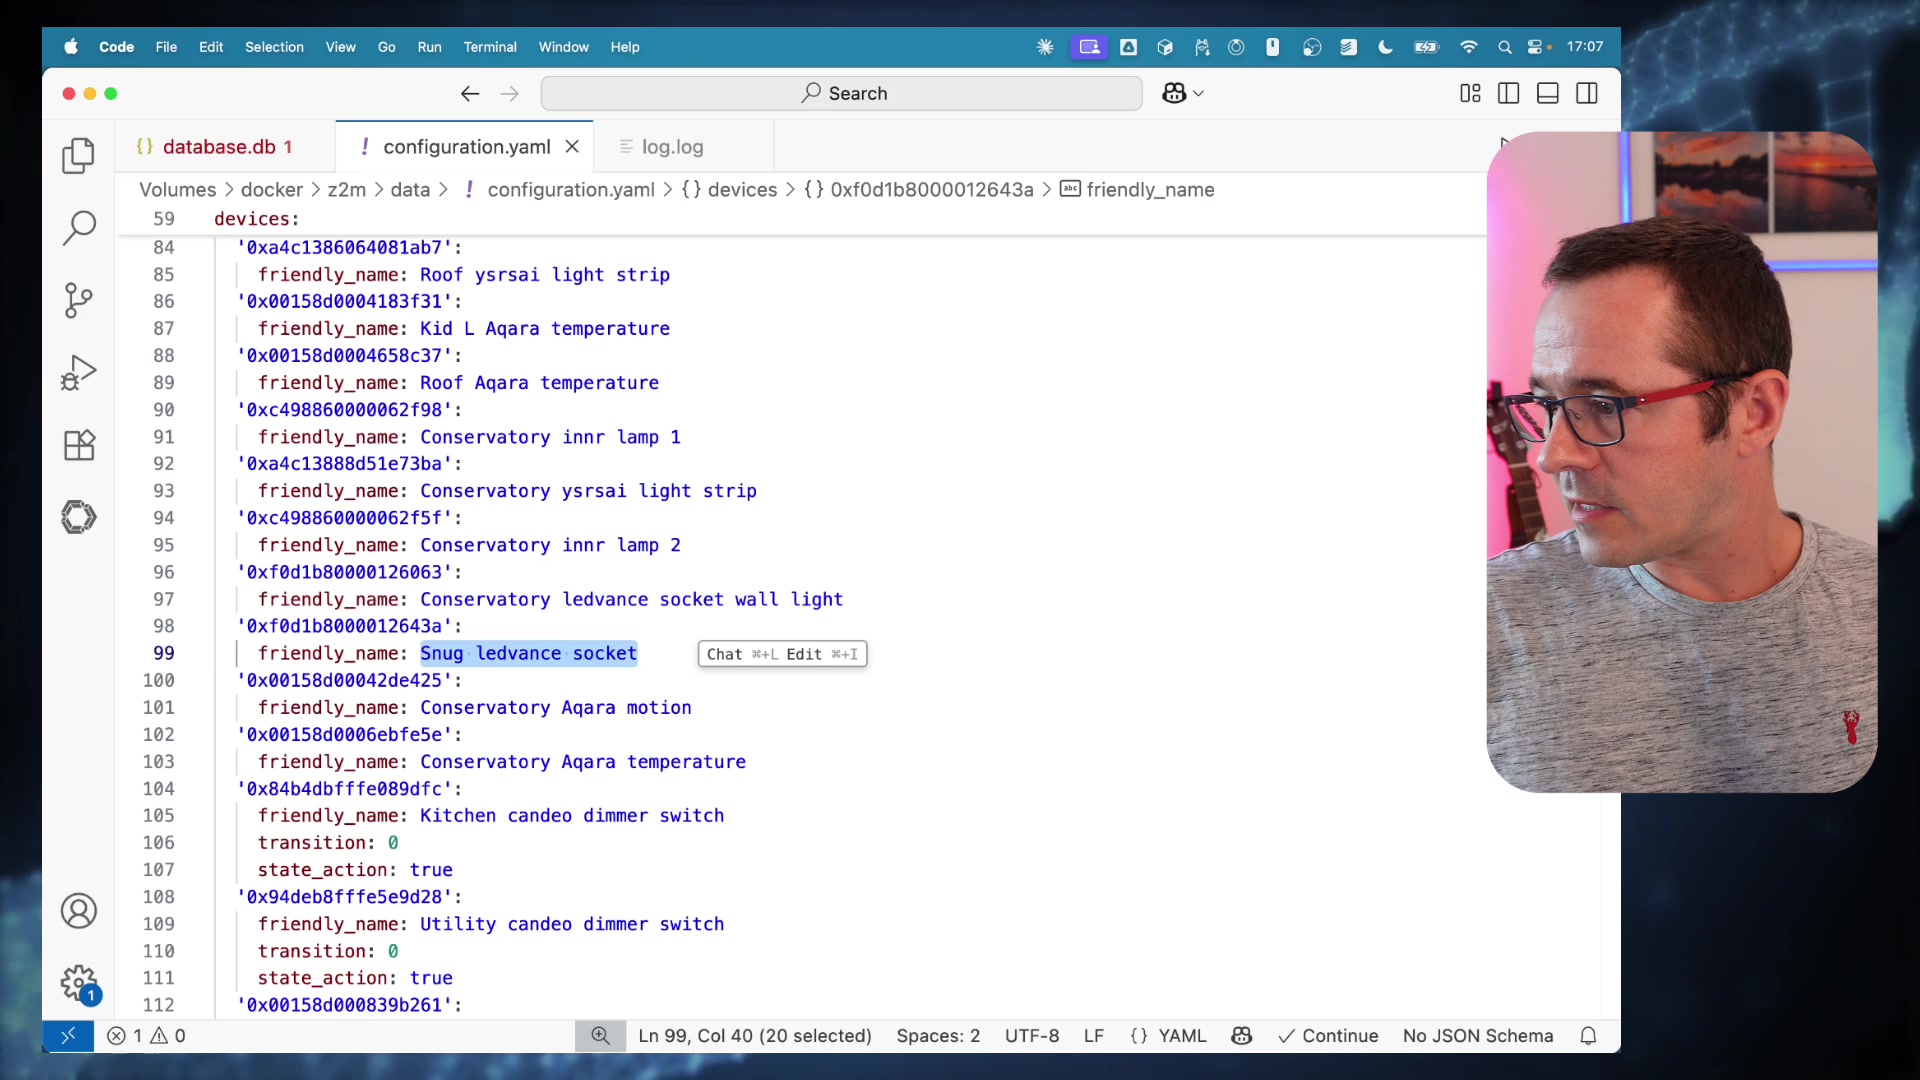 Code File Edit Selection View Go Run Terminal Window Help 17:07
Search
database.db 1 configuration.yaml log.log
Volumes > docker > z2m > data > ! configuration.yaml > {} devices > {} 0xf0d1b8000012643a > abc friendly_name
59 devices:
84 '0xa4c1386064081ab7':
85 friendly_name: Roof ysrsai light strip
86 '0x00158d0004183f31':
87 friendly_name: Kid L Aqara temperature
88 '0x00158d0004658c37':
89 friendly_name: Roof Aqara temperature
90 '0xc498860000062f98':
91 friendly_name: Conservatory innr lamp 1
92 '0xa4c13888d51e73ba':
93 friendly_name: Conservatory ysrsai light strip
94 '0xc498860000062f5f':
95 friendly_name: Conservatory innr lamp 2
96 '0xf0d1b80000126063':
97 friendly_name: Conservatory ledvance socket wall light
98 '0xf0d1b8000012643a':
99 friendly_name: Snug ledvance socket Chat ⌘+L Edit ⌘+I
100 '0x00158d00042de425':
101 friendly_name: Conservatory Aqara motion
102 '0x00158d0006ebfe5e':
103 friendly_name: Conservatory Aqara temperature
104 '0x84b4dbfffe089dfc':
105 friendly_name: Kitchen candeo dimmer switch
106 transition: 0
107 state_action: true
108 '0x94deb8fffe5e9d28':
109 friendly_name: Utility candeo dimmer switch
110 transition: 0
111 state_action: true
112 '0x00158d000839b261':
1
1 0 Ln 99, Col 40 (20 selected) Spaces: 2 UTF-8 LF {} YAML Continue No JSON Schema